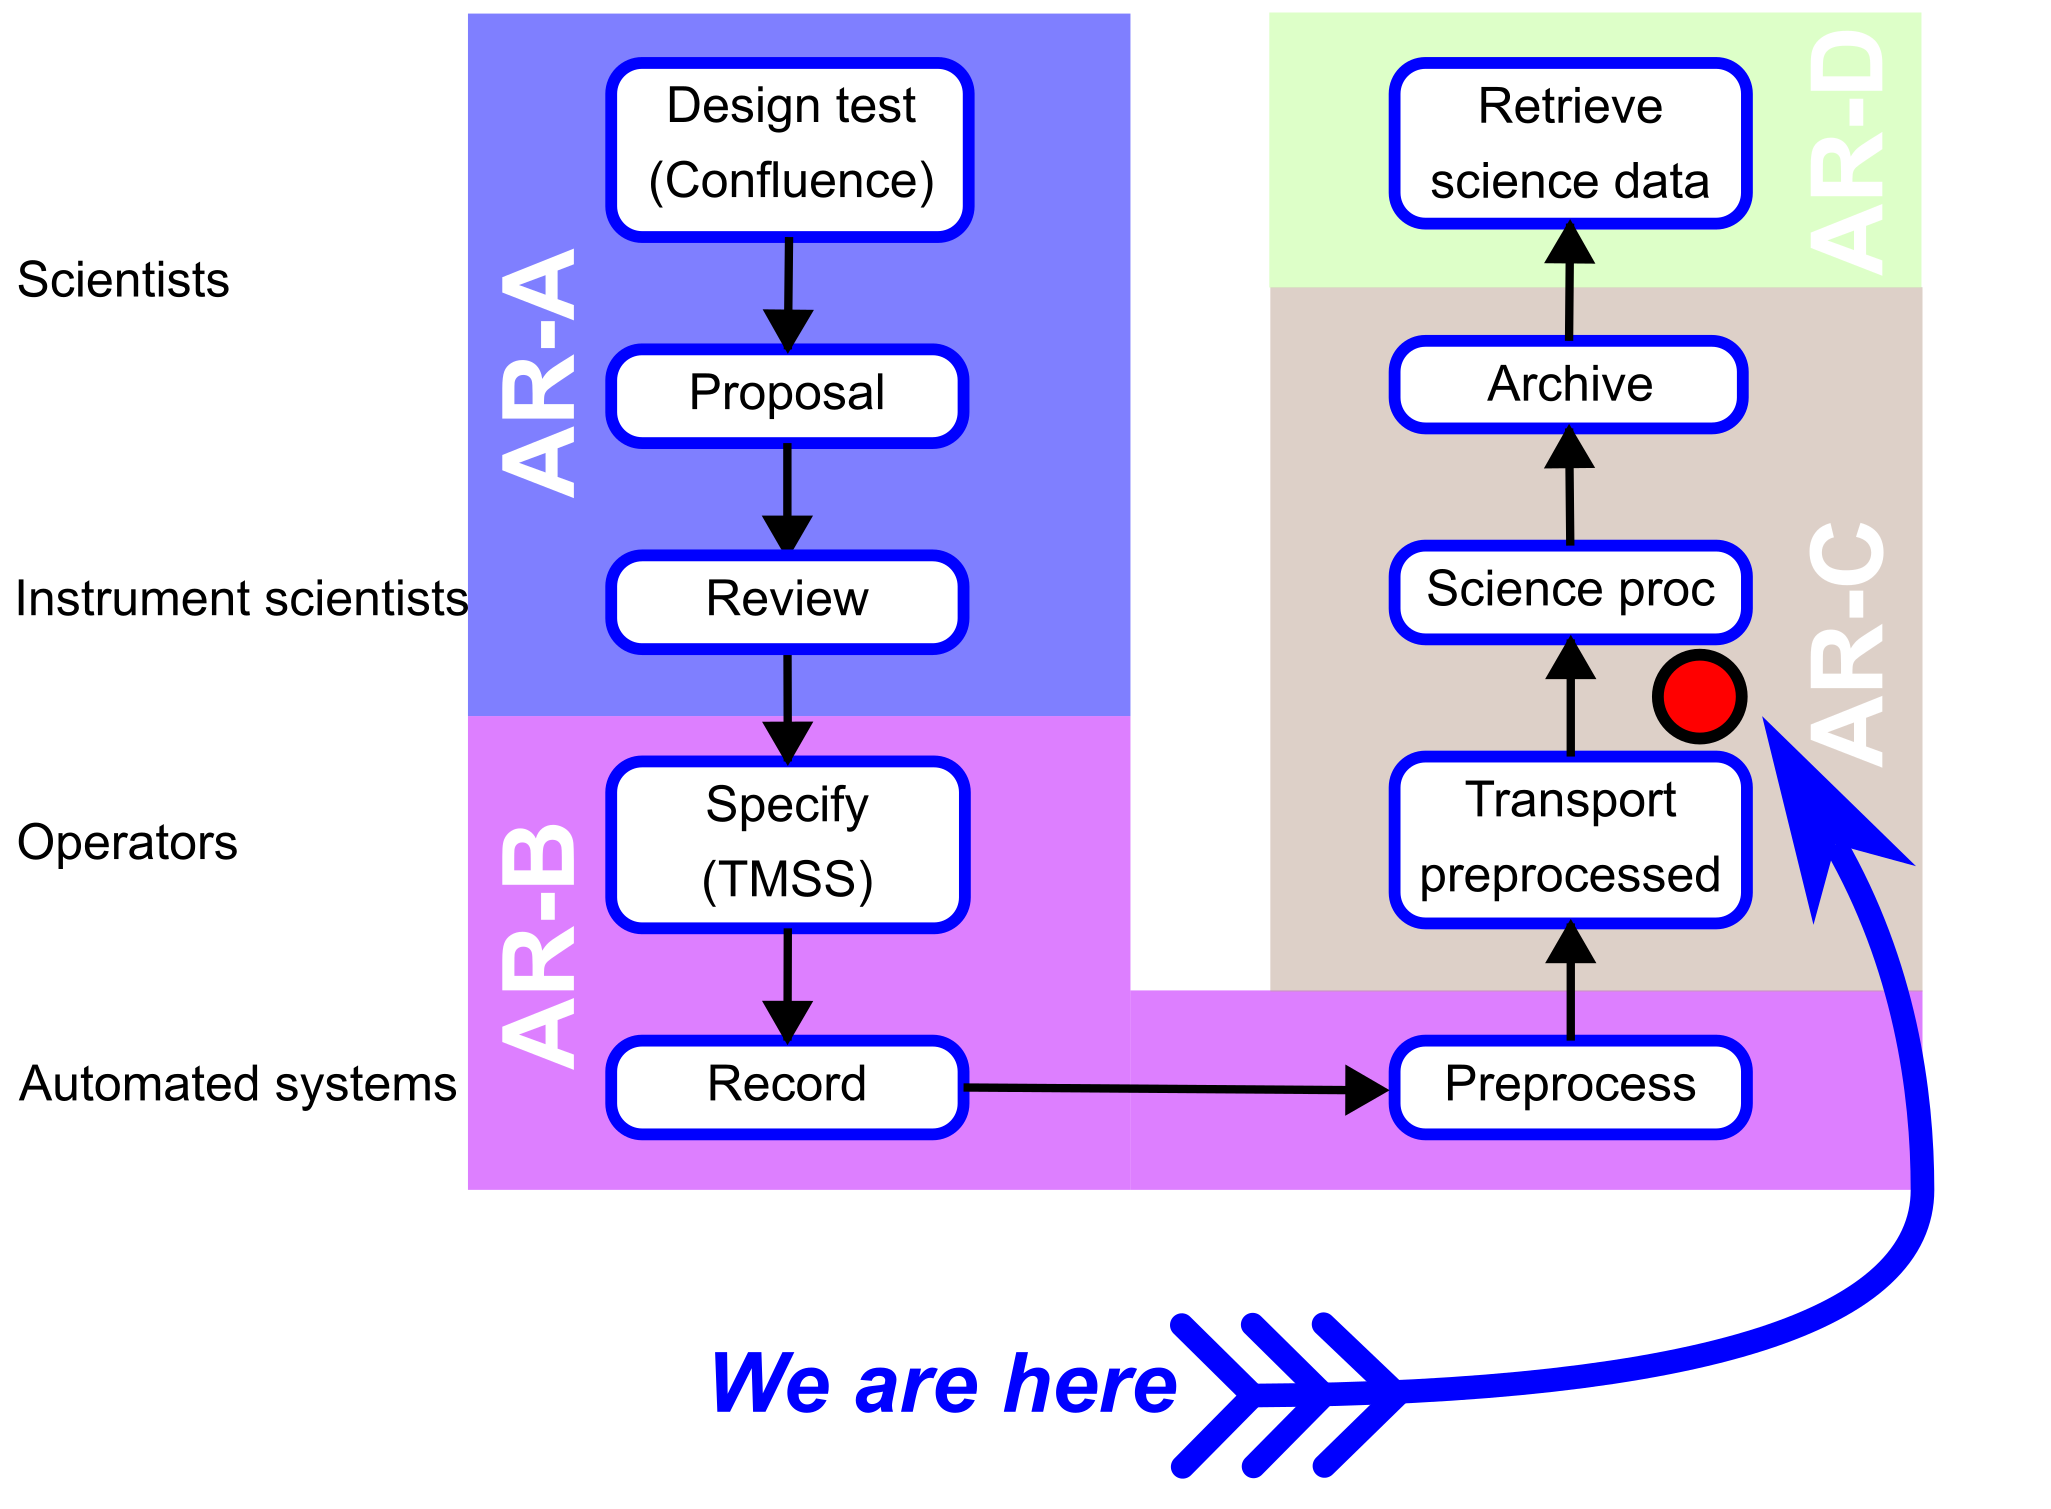 Scientists
Instrument scientists
Operators
Automated systems
AR-A
Design test
(Confluence)
Proposal
Review
AR-B
Specify
(TMSS)
Record
AR-D
Retrieve
science data
AR-C
Archive
Science proc
Transport
preprocessed
Preprocess
We are here